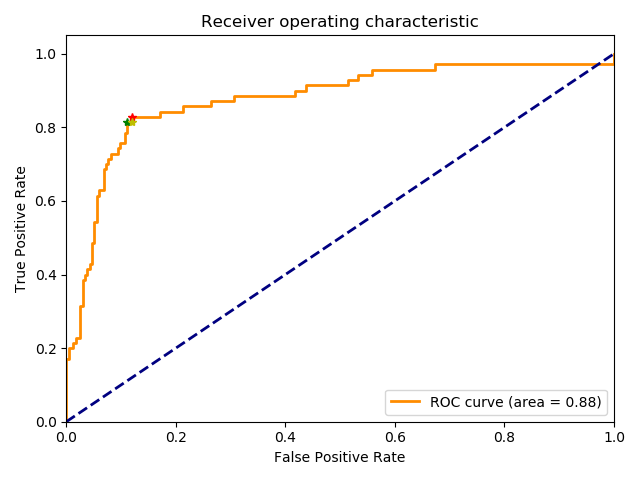 Receiver operating characteristic
1.0
0.8
0.6
0.4
0.2
0.0
True Positive Rate
0.0 0.2 0.4 0.6 0.8 1.0
False Positive Rate
ROC curve (area = 0.88)